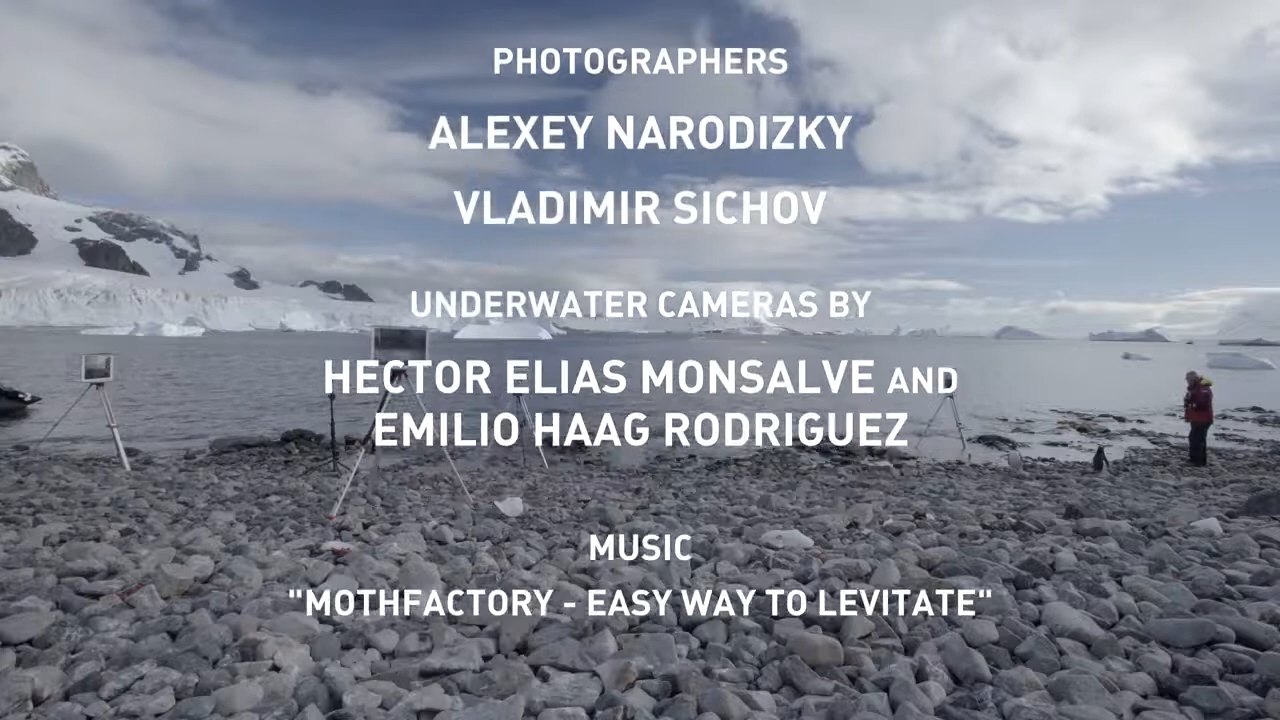 PHOTOGRAPHERS
ALEXEY NARODIZKY
VLADIMIR SICHOV
UNDERWATER CAMERAS BY
HECTOR ELIAS MONSALVE AND
EMILIO HAAG RODRIGUEZ
MUSIC
"MOTHFACTORY - EASY WAY TO LEVITATE"